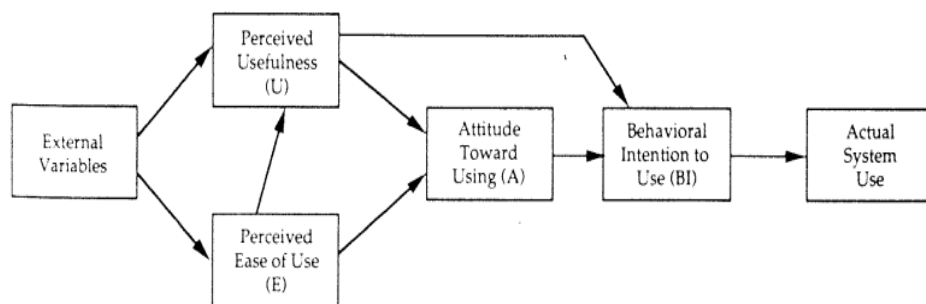 Perceived
Usefulness
(U)
External
Variables
Attitude
Toward
Using (A)
Behavioral
Intention to
Use (BI)
Actual
System
Use
Perceived
Ease of Use
(E)